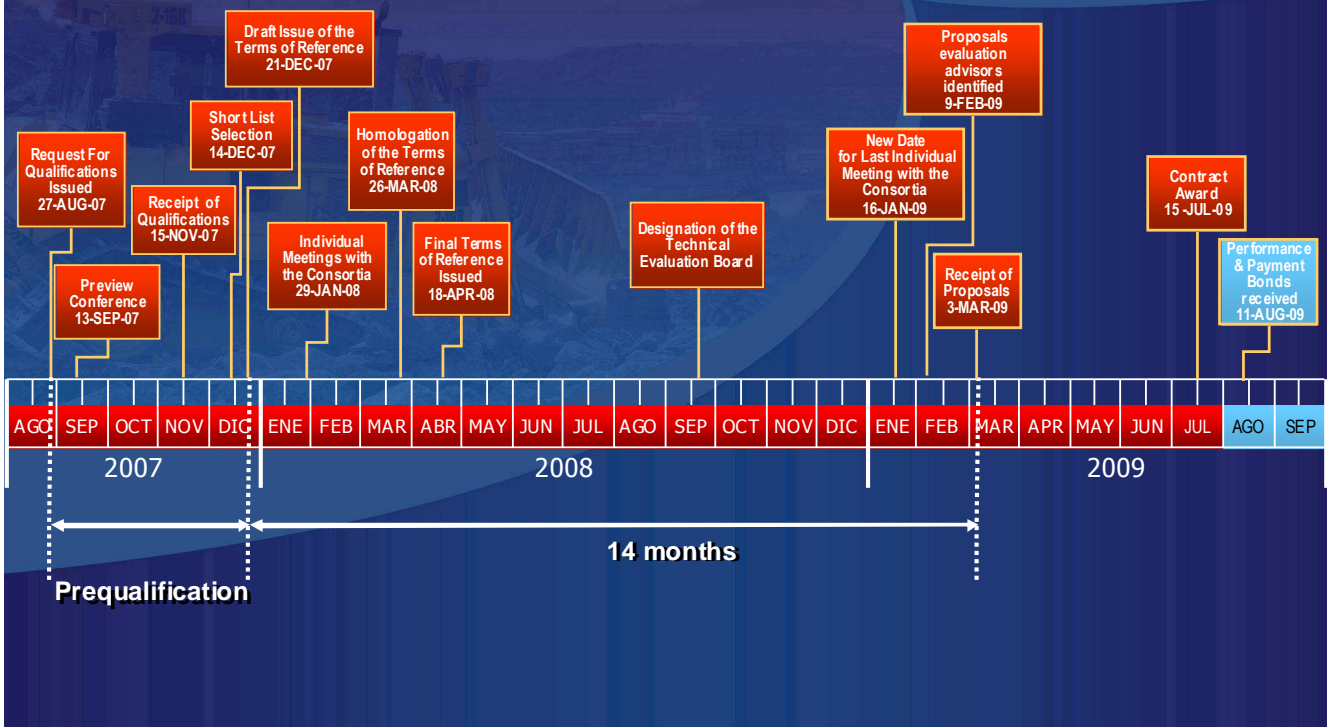 2-168
Draft Issue of the
Terms of Reference
21-DEC-07
Proposals
evaluation
advisors
identified
9-FEB-09
Short List
Selection
14-DEC-07
Request For
Qualifications
Issued
27-AUG-07
Homologation
of the Terms
of Reference
26-MAR-08
New Date
for Last Individual
Meeting with the
Consortia
16-JAN-09
Contract
Award
15 -JUL-09
Receipt of
Qualifications
15-NOV-07
Individual
Meetings with
the Consortia
29-JAN-08
Final Terms
of Reference
Issued
18-APR-08
Designation of the
Technical
Evaluation Board
Performance
& Payment
Bonds
received
11-AUG-09
Preview
Conference
13-SEP-07
Receipt of
Proposals
3-MAR-09
AGO SEP OCT NOV DIC ENE FEB MAR ABR MAY JUN JUL AGO SEP OCT NOV DIC ENE FEB MAR APR MAY JUN JUL AGO SEP
2007 2008 2009
14 months
Prequalification